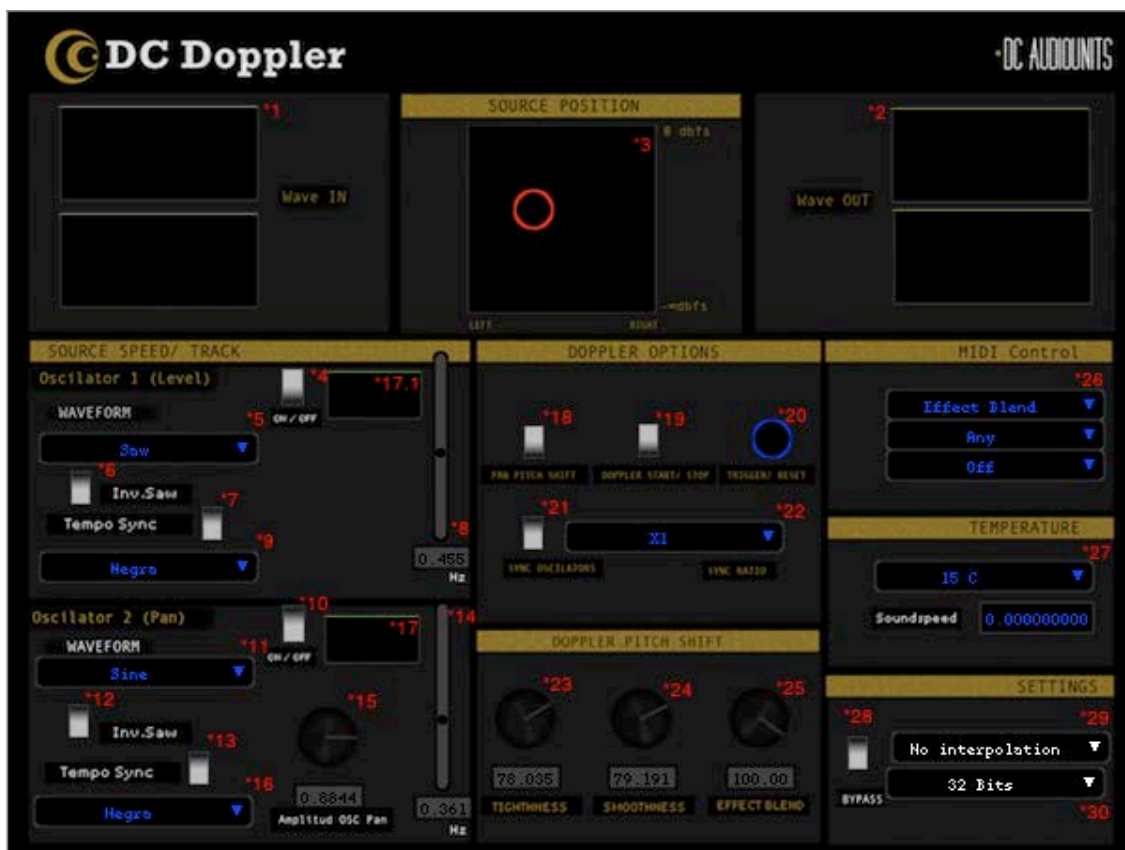 DC Doppler
·DC AUDIOUNITS
*1
SOURCE POSITION
*2
0 dbfs
*3
Wave IN
Wave OUT
-∞dbfs
LEFT
RIGHT
SOURCE SPEED/ TRACK
Oscilator 1 (Level)
*4
*17.1
WAVEFORM
*5
ON / OFF
Saw
*6
Inv.Saw
*7
Tempo Sync
*8
*9
Negra
0.455
Hz
Oscilator 2 (Pan)
*10
*17
*14
WAVEFORM
*11
ON / OFF
Sine
*12
*15
Inv.Saw
*13
Tempo Sync
*16
0.8844
Negra
Amplitud OSC Pan
0.361
Hz
DOPPLER OPTIONS
*18
*19
*20
PAN PITCH SHIFT
DOPPLER START/ STOP
TRIGGER/ RESET
*21
*22
X1
SYNC OSCILATORS
SYNC RATIO
DOPPLER PITCH SHIFT
*23
*24
*25
78.035
79.191
100.00
TIGHTNNESS
SMOOTHNESS
EFFECT BLEND
MIDI Control
*26
Effect Blend
Any
Off
TEMPERATURE
*27
15 C
Soundspeed
0.000000000
SETTINGS
*28
*29
No interpolation
32 Bits
BYPASS
*30